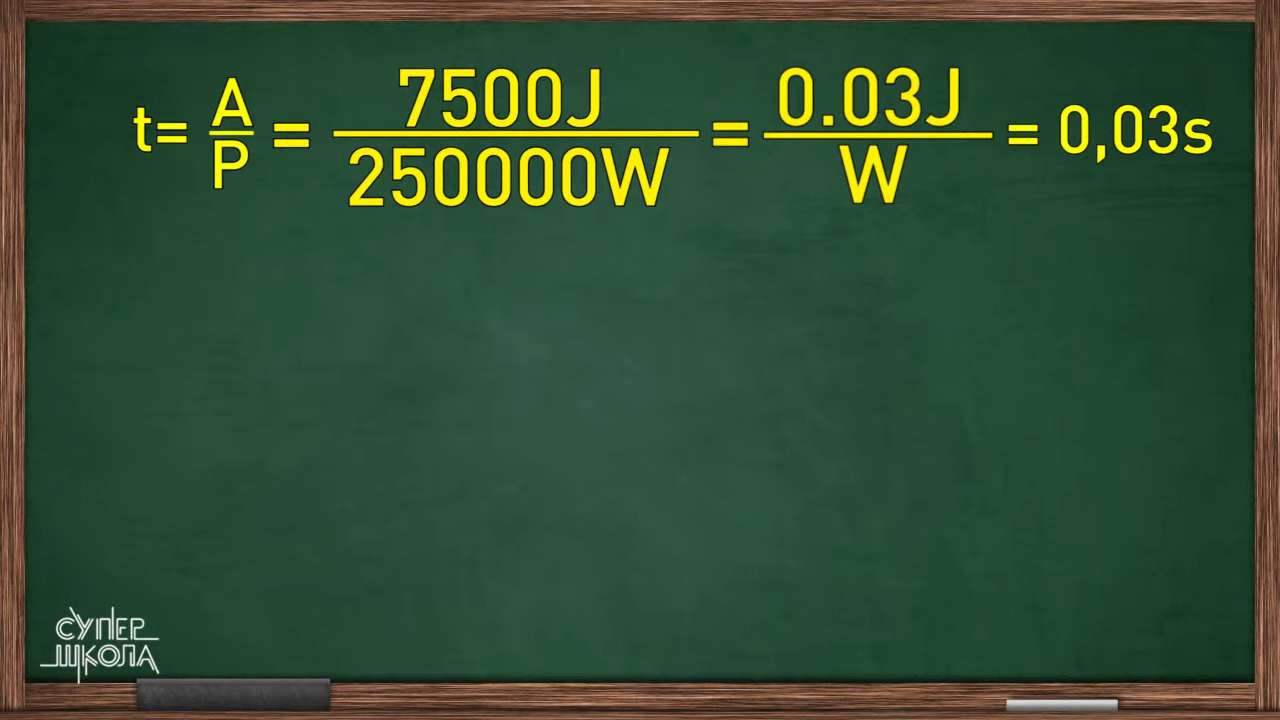 t= A/P = 7500J/250000W = 0.03J/W = 0,03s
СУПЕР
ШКОЛА